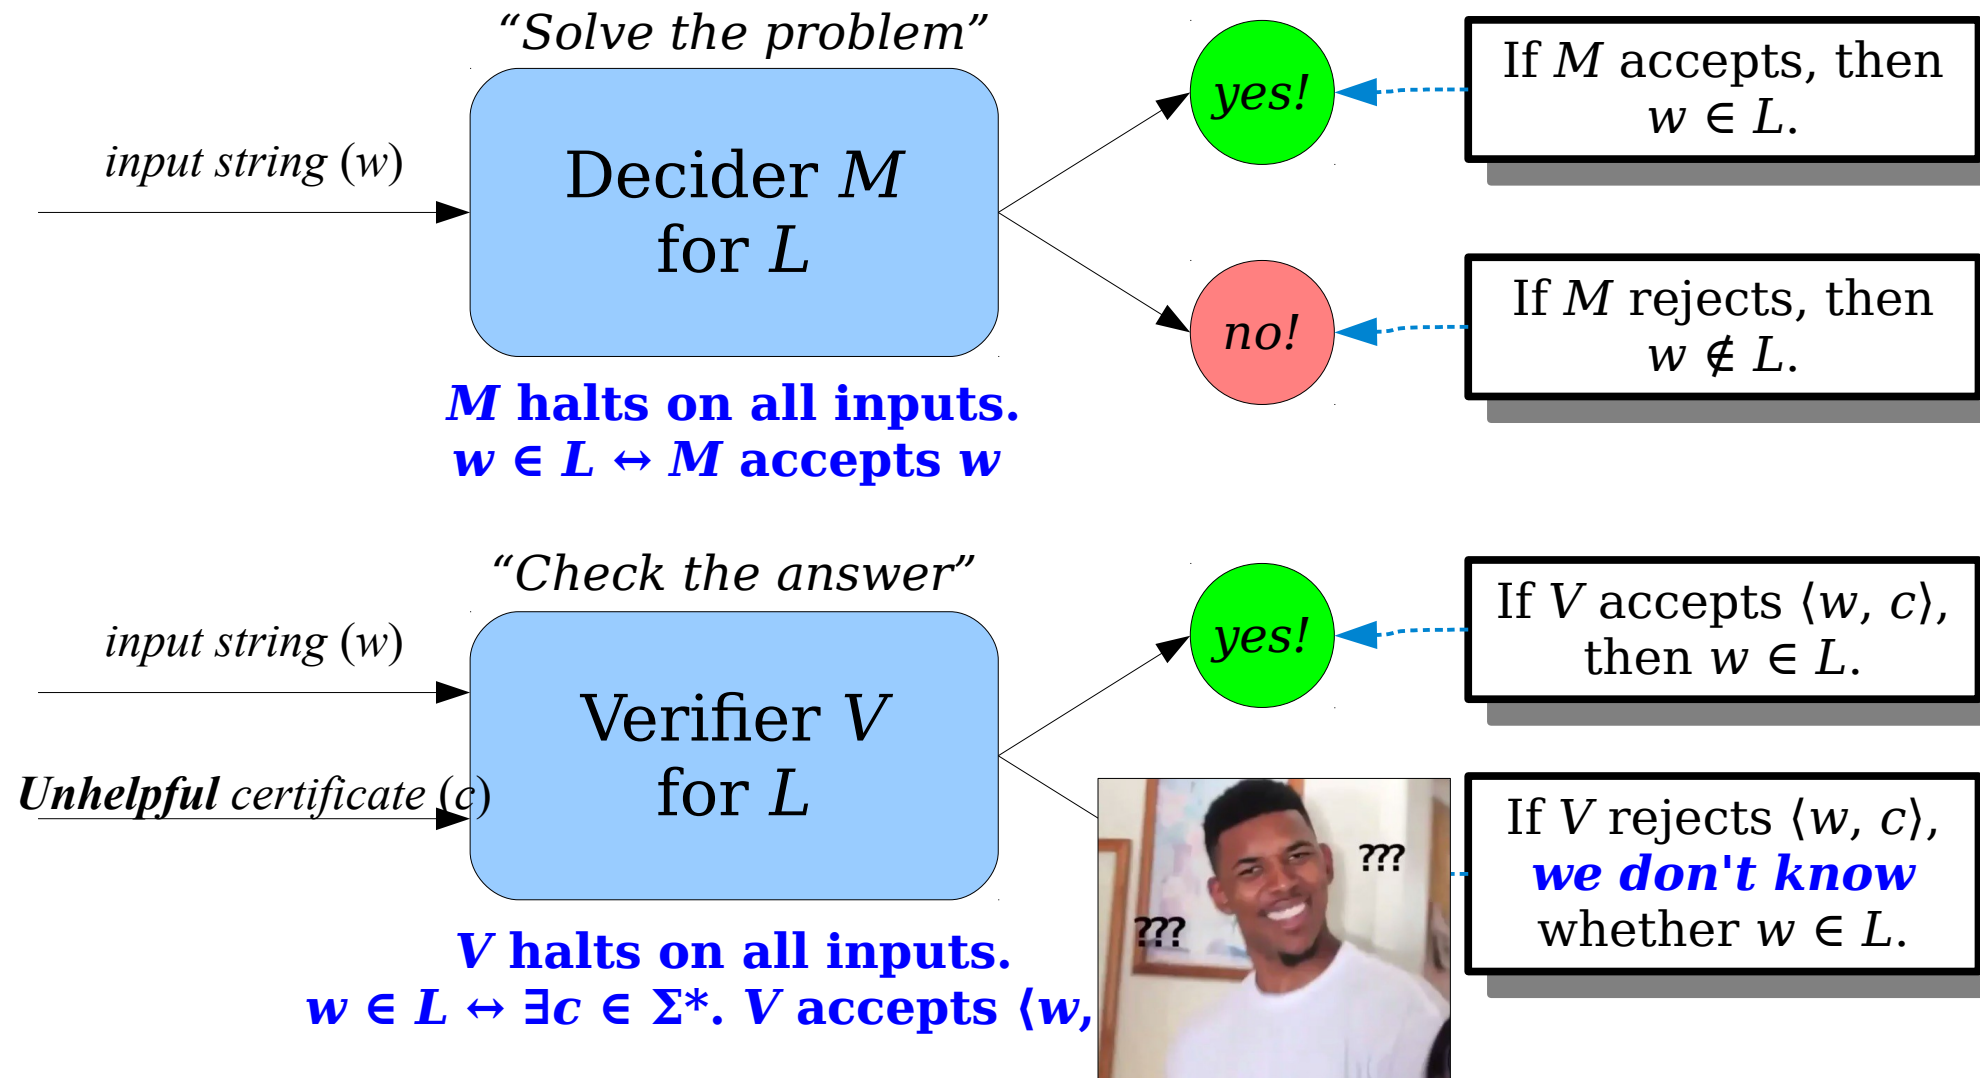 “Solve the problem”
input string (w)
Decider M
for L
yes!
no!
If M accepts, then
w ∈ L.
If M rejects, then
w ∉ L.
M halts on all inputs.
w ∈ L ↔ M accepts w
“Check the answer”
input string (w)
Unhelpful certificate (c)
Verifier V
for L
yes!
???
???
If V accepts ⟨w, c⟩,
then w ∈ L.
If V rejects ⟨w, c⟩,
we don't know
whether w ∈ L.
V halts on all inputs.
w ∈ L ↔ ∃c ∈ Σ*. V accepts ⟨w,